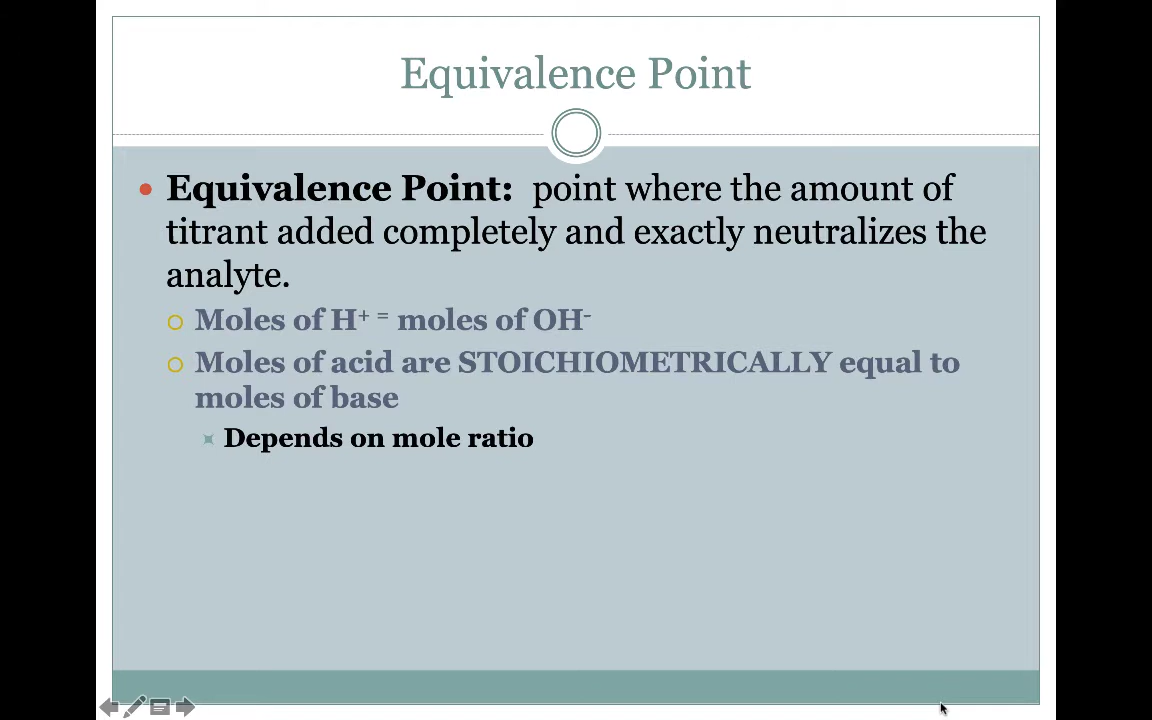 Equivalence Point
Equivalence Point: point where the amount of
titrant added completely and exactly neutralizes the
analyte.
Moles of H⁺ ⁼ moles of OH⁻
Moles of acid are STOICHIOMETRICALLY equal to
moles of base
Depends on mole ratio